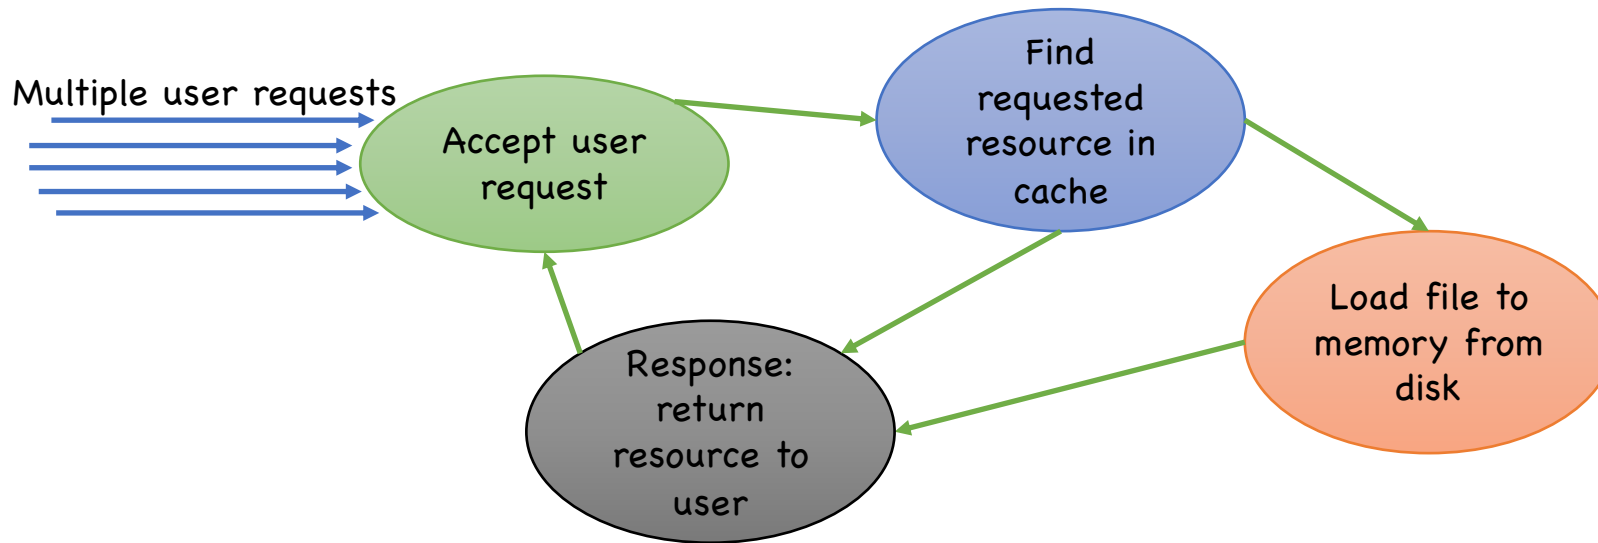 Multiple user requests
Accept user
request
Find
requested
resource in
cache
Load file to
memory from
disk
Response:
return
resource to
user